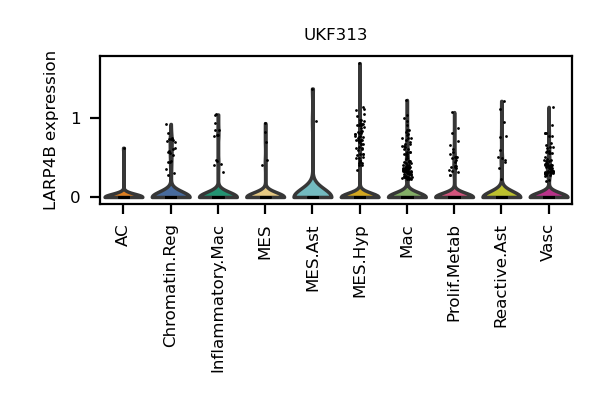 UKF313
LARP4B expression
1
0
AC
Chromatin.Reg
Inflammatory.Mac
MES
MES.Ast
MES.Hyp
Mac
Prolif.Metab
Reactive.Ast
Vasc